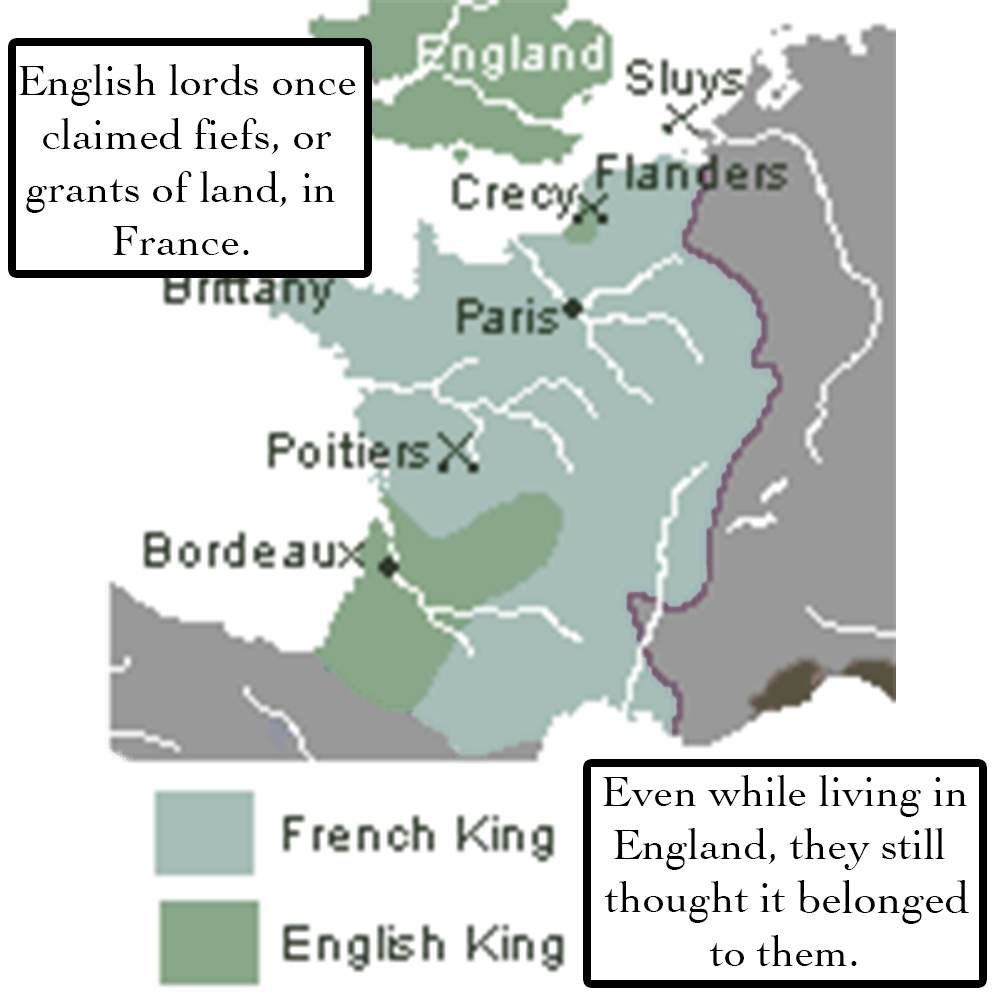 English lords once
claimed fiefs, or
grants of land, in
France.
England
Sluys
Flanders
Crecy
Brittany
Paris
Poitiers
Bordeaux
French King
English King
Even while living in
England, they still
thought it belonged
to them.